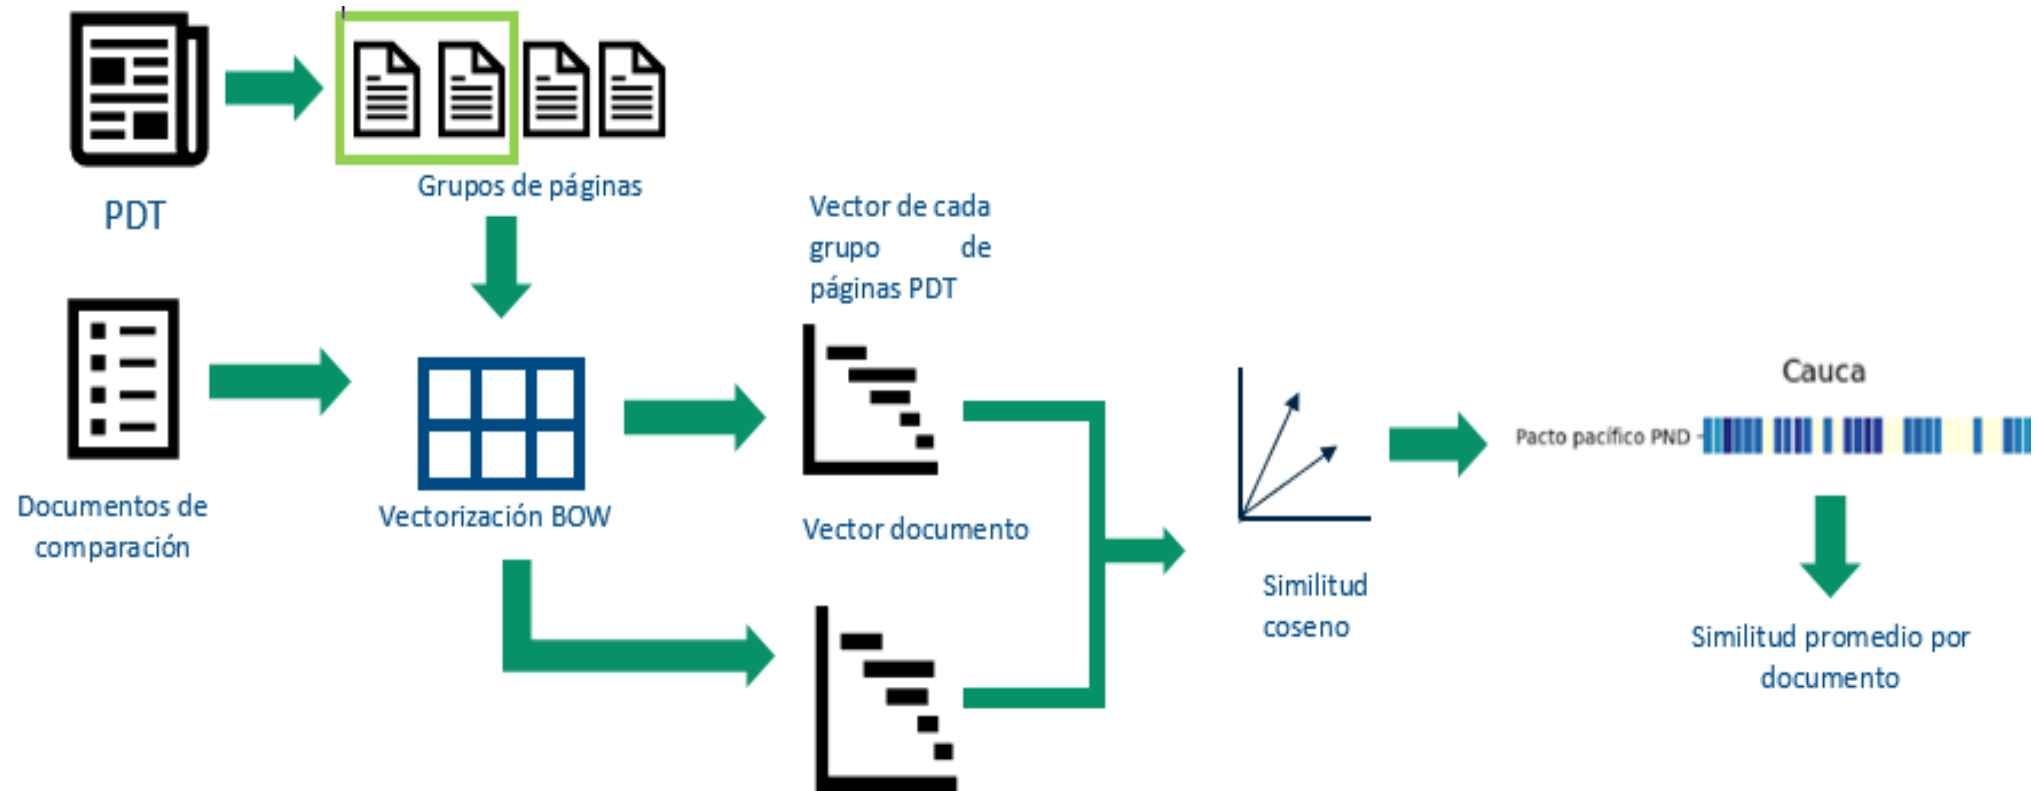 PDT
Grupos de páginas
Documentos de
comparación
Vectorización BOW
Vector de cada
grupo de
páginas PDT
Vector documento
Similitud
coseno
Cauca
Pacto pacífico PND
Similitud promedio por
documento